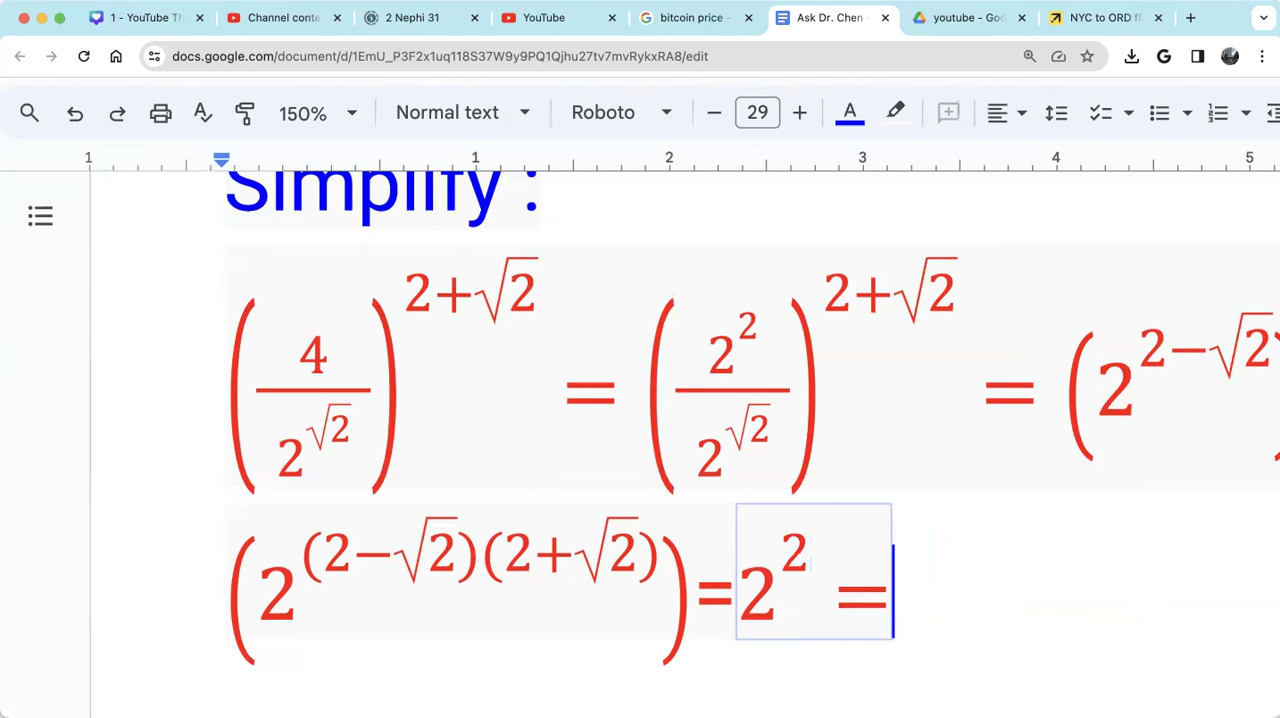 1 - YouTube Th
Channel conte
2 Nephi 31
YouTube
bitcoin price -
Ask Dr. Chen -
youtube - Goo
NYC to ORD fl
docs.google.com/document/d/1EmU_P3F2x1uq118S37W9y9PQ1Qjhu27tv7mvRykxRA8/edit
150% Normal text Roboto 29 A
1 1 2 3 4 5
Simplify :
(4/2^√2)^(2+√2) = (2^2/2^√2)^(2+√2) = (2^(2−√2)
(2^((2−√2)(2+√2)))=2^2 =